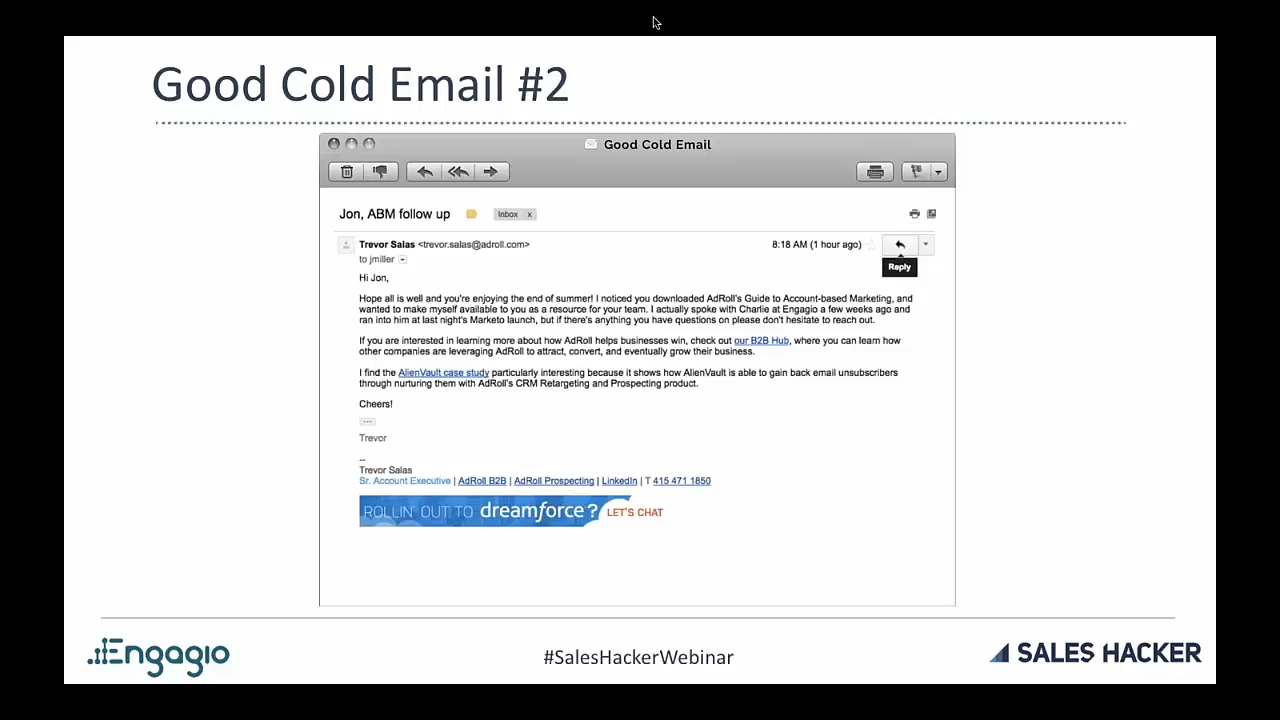 Good Cold Email #2
Good Cold Email
Jon, ABM follow up
Inbox x
Trevor Salas <trevor.salas@adroll.com>
8:18 AM (1 hour ago)
to jmiller
Reply
Hi Jon,
Hope all is well and you're enjoying the end of summer! I noticed you downloaded AdRoll's Guide to Account-based Marketing, and
wanted to make myself available to you as a resource for your team. I actually spoke with Charlie at Engagio a few weeks ago and
ran into him at last night's Marketo launch, but if there's anything you have questions on please don't hesitate to reach out.
If you are interested in learning more about how AdRoll helps businesses win, check out our B2B Hub, where you can learn how
other companies are leveraging AdRoll to attract, convert, and eventually grow their business.
I find the AlienVault case study particularly interesting because it shows how AlienVault is able to gain back email unsubscribers
through nurturing them with AdRoll's CRM Retargeting and Prospecting product.
Cheers!
Trevor
--
Trevor Salas
Sr. Account Executive | AdRoll B2B | AdRoll Prospecting | LinkedIn | T 415 471 1850
ROLLIN' OUT TO dreamforce? LET'S CHAT
Engagio
#SalesHackerWebinar
SALES HACKER